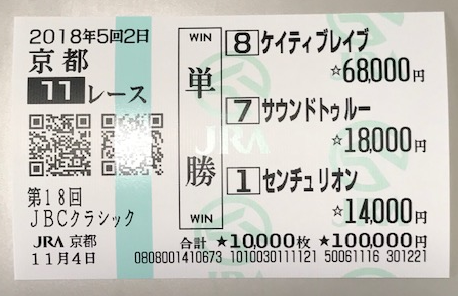 2018年5回2日
京都
11レース
第18回
JBCクラシック
JRA 京都
11月4日
WIN
単勝
WIN
8 ケイティブレイブ
☆68,000円
7 サウンドトゥルー
☆18,000円
1 センチュリオン
☆14,000円
JRA
合計 ★10,000枚 ★100,000円
0808001410673 1010030111121 50061116 301221